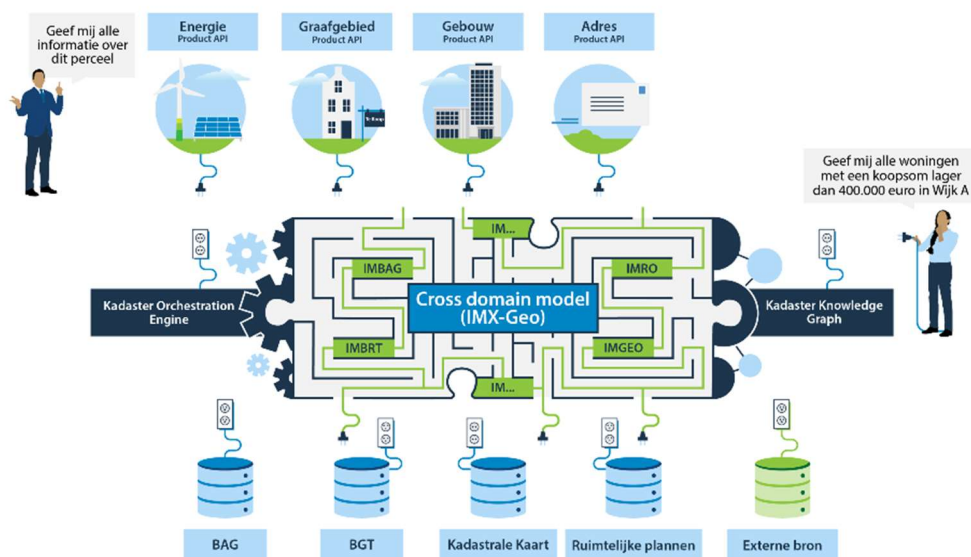 Geef mij alle
informatie over
dit perceel
Energie
Product API
Graafgebied
Product API
Gebouw
Product API
Adres
Product API
Te koop
Geef mij alle woningen
met een koopsom lager
dan 400.000 euro in Wijk A
IM...
IMBAG
IMRO
Kadaster Orchestration
Engine
Cross domain model
(IMX-Geo)
Kadaster Knowledge
Graph
IMBRT
IMGEO
IM...
BAG
BGT
Kadastrale Kaart
Ruimtelijke plannen
Externe bron